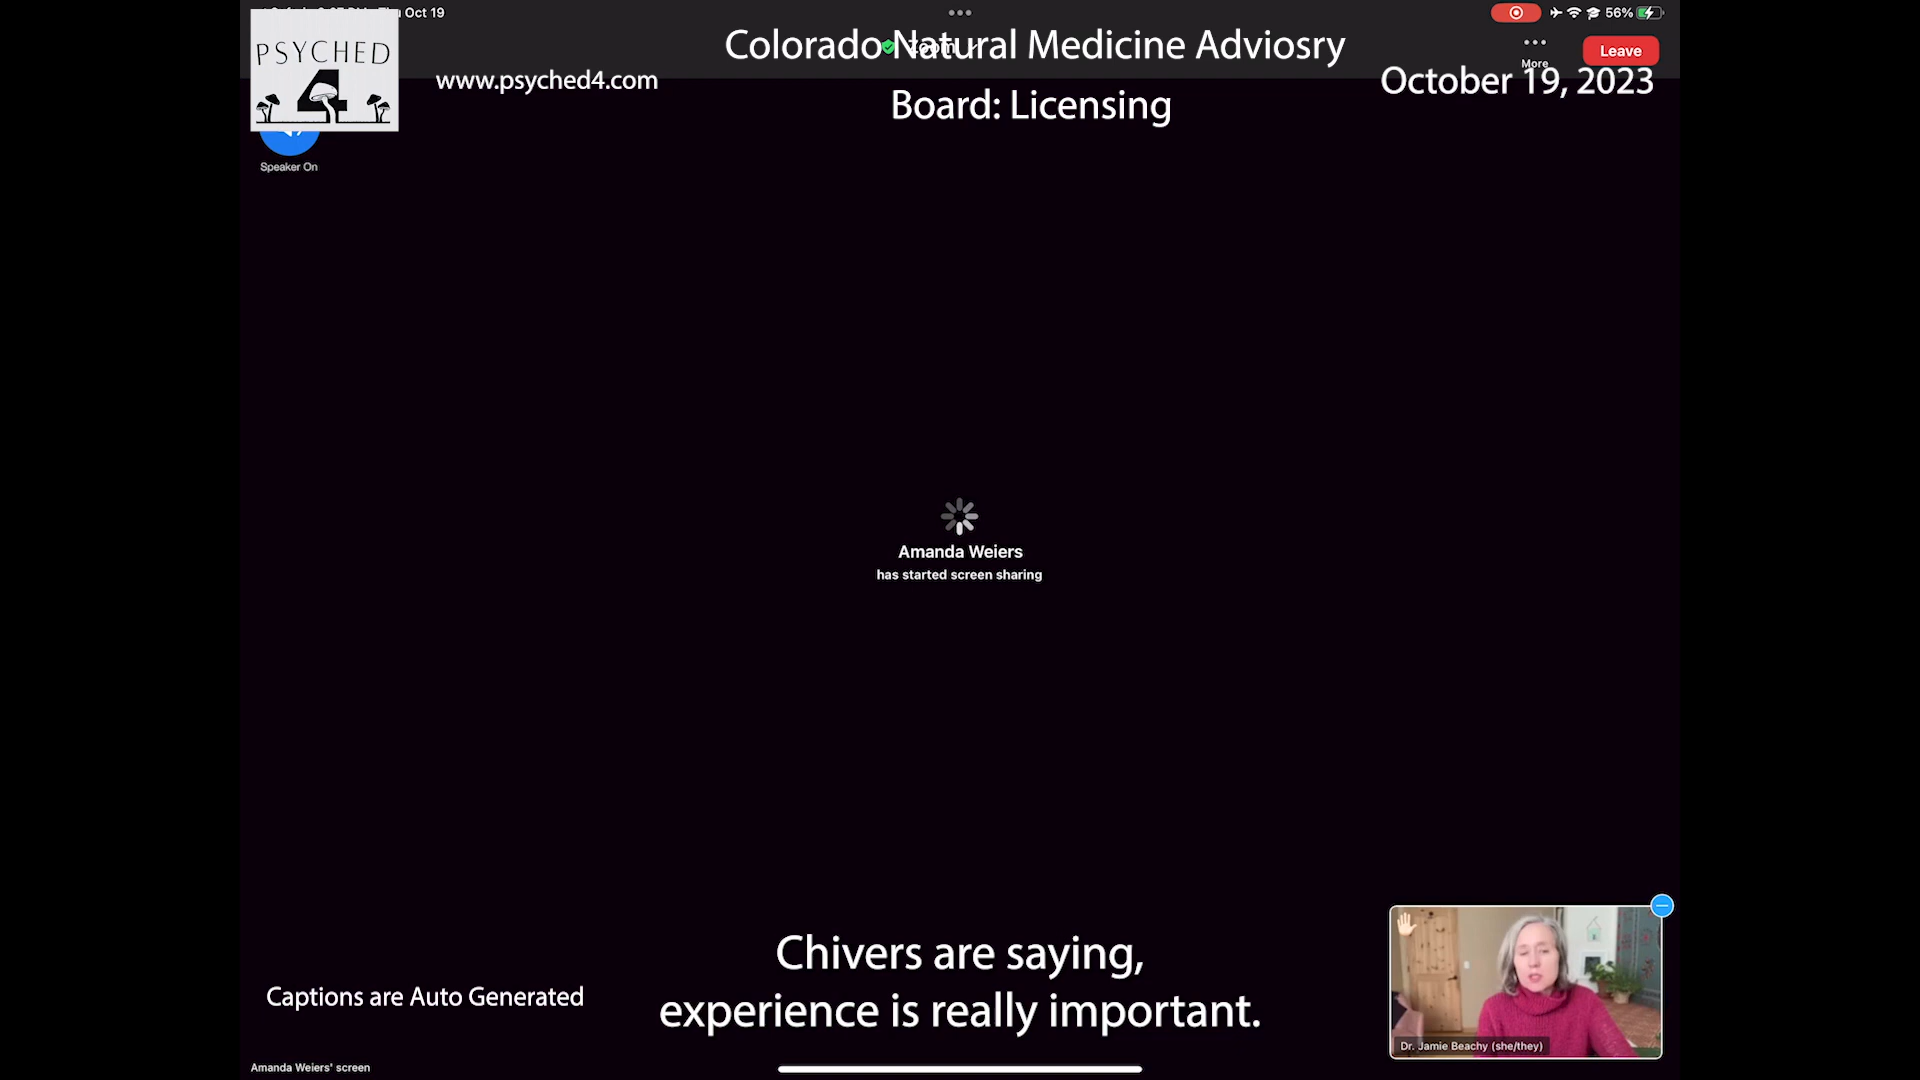 Oct 19
56%
PSYCHED
4
www.psyched4.com
Colorado Natural Medicine Adviosry
Board: Licensing
More
Leave
October 19, 2023
Speaker On
Amanda Weiers
has started screen sharing
Chivers are saying,
experience is really important.
Captions are Auto Generated
Dr. Jamie Beachy (she/they)
Amanda Weiers' screen